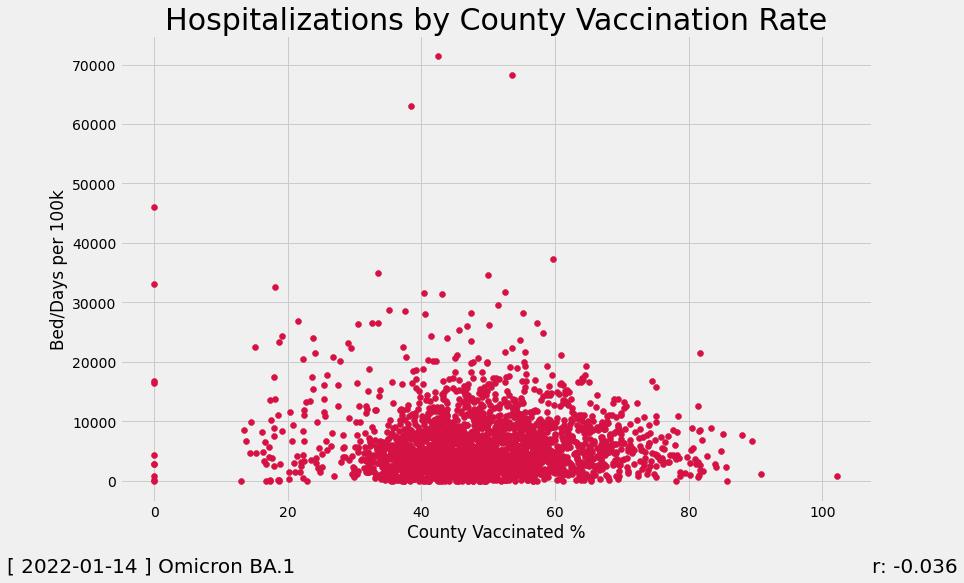 Hospitalizations by County Vaccination Rate
70000
60000
50000
40000
30000
20000
10000
0
Bed/Days per 100k
0 20 40 60 80 100
County Vaccinated %
[ 2022-01-14 ] Omicron BA.1 r: -0.036